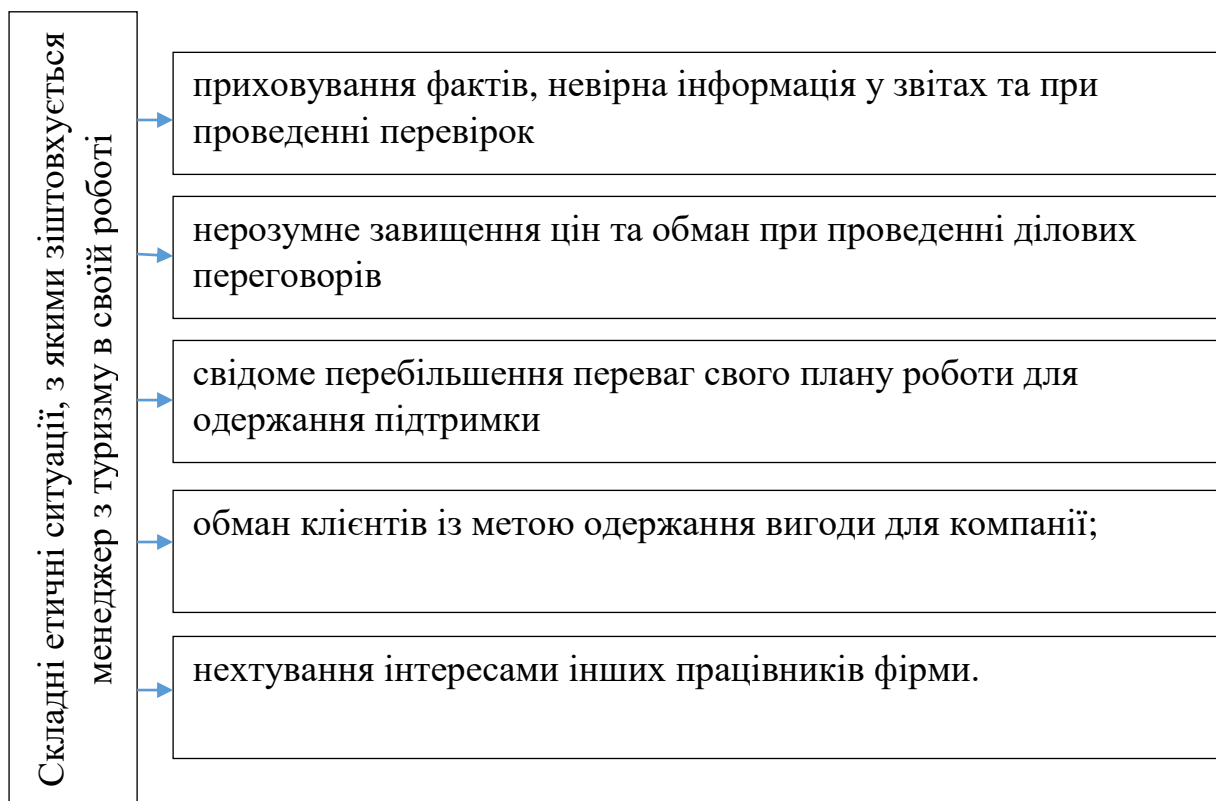 Складні етичні ситуації, з якими зіштовхується
менеджер з туризму в своїй роботі
приховування фактів, невірна інформація у звітах та при
проведенні перевірок
нерозумне завищення цін та обман при проведенні ділових
переговорів
свідоме перебільшення переваг свого плану роботи для
одержання підтримки
обман клієнтів із метою одержання вигоди для компанії;
нехтування інтересами інших працівників фірми.